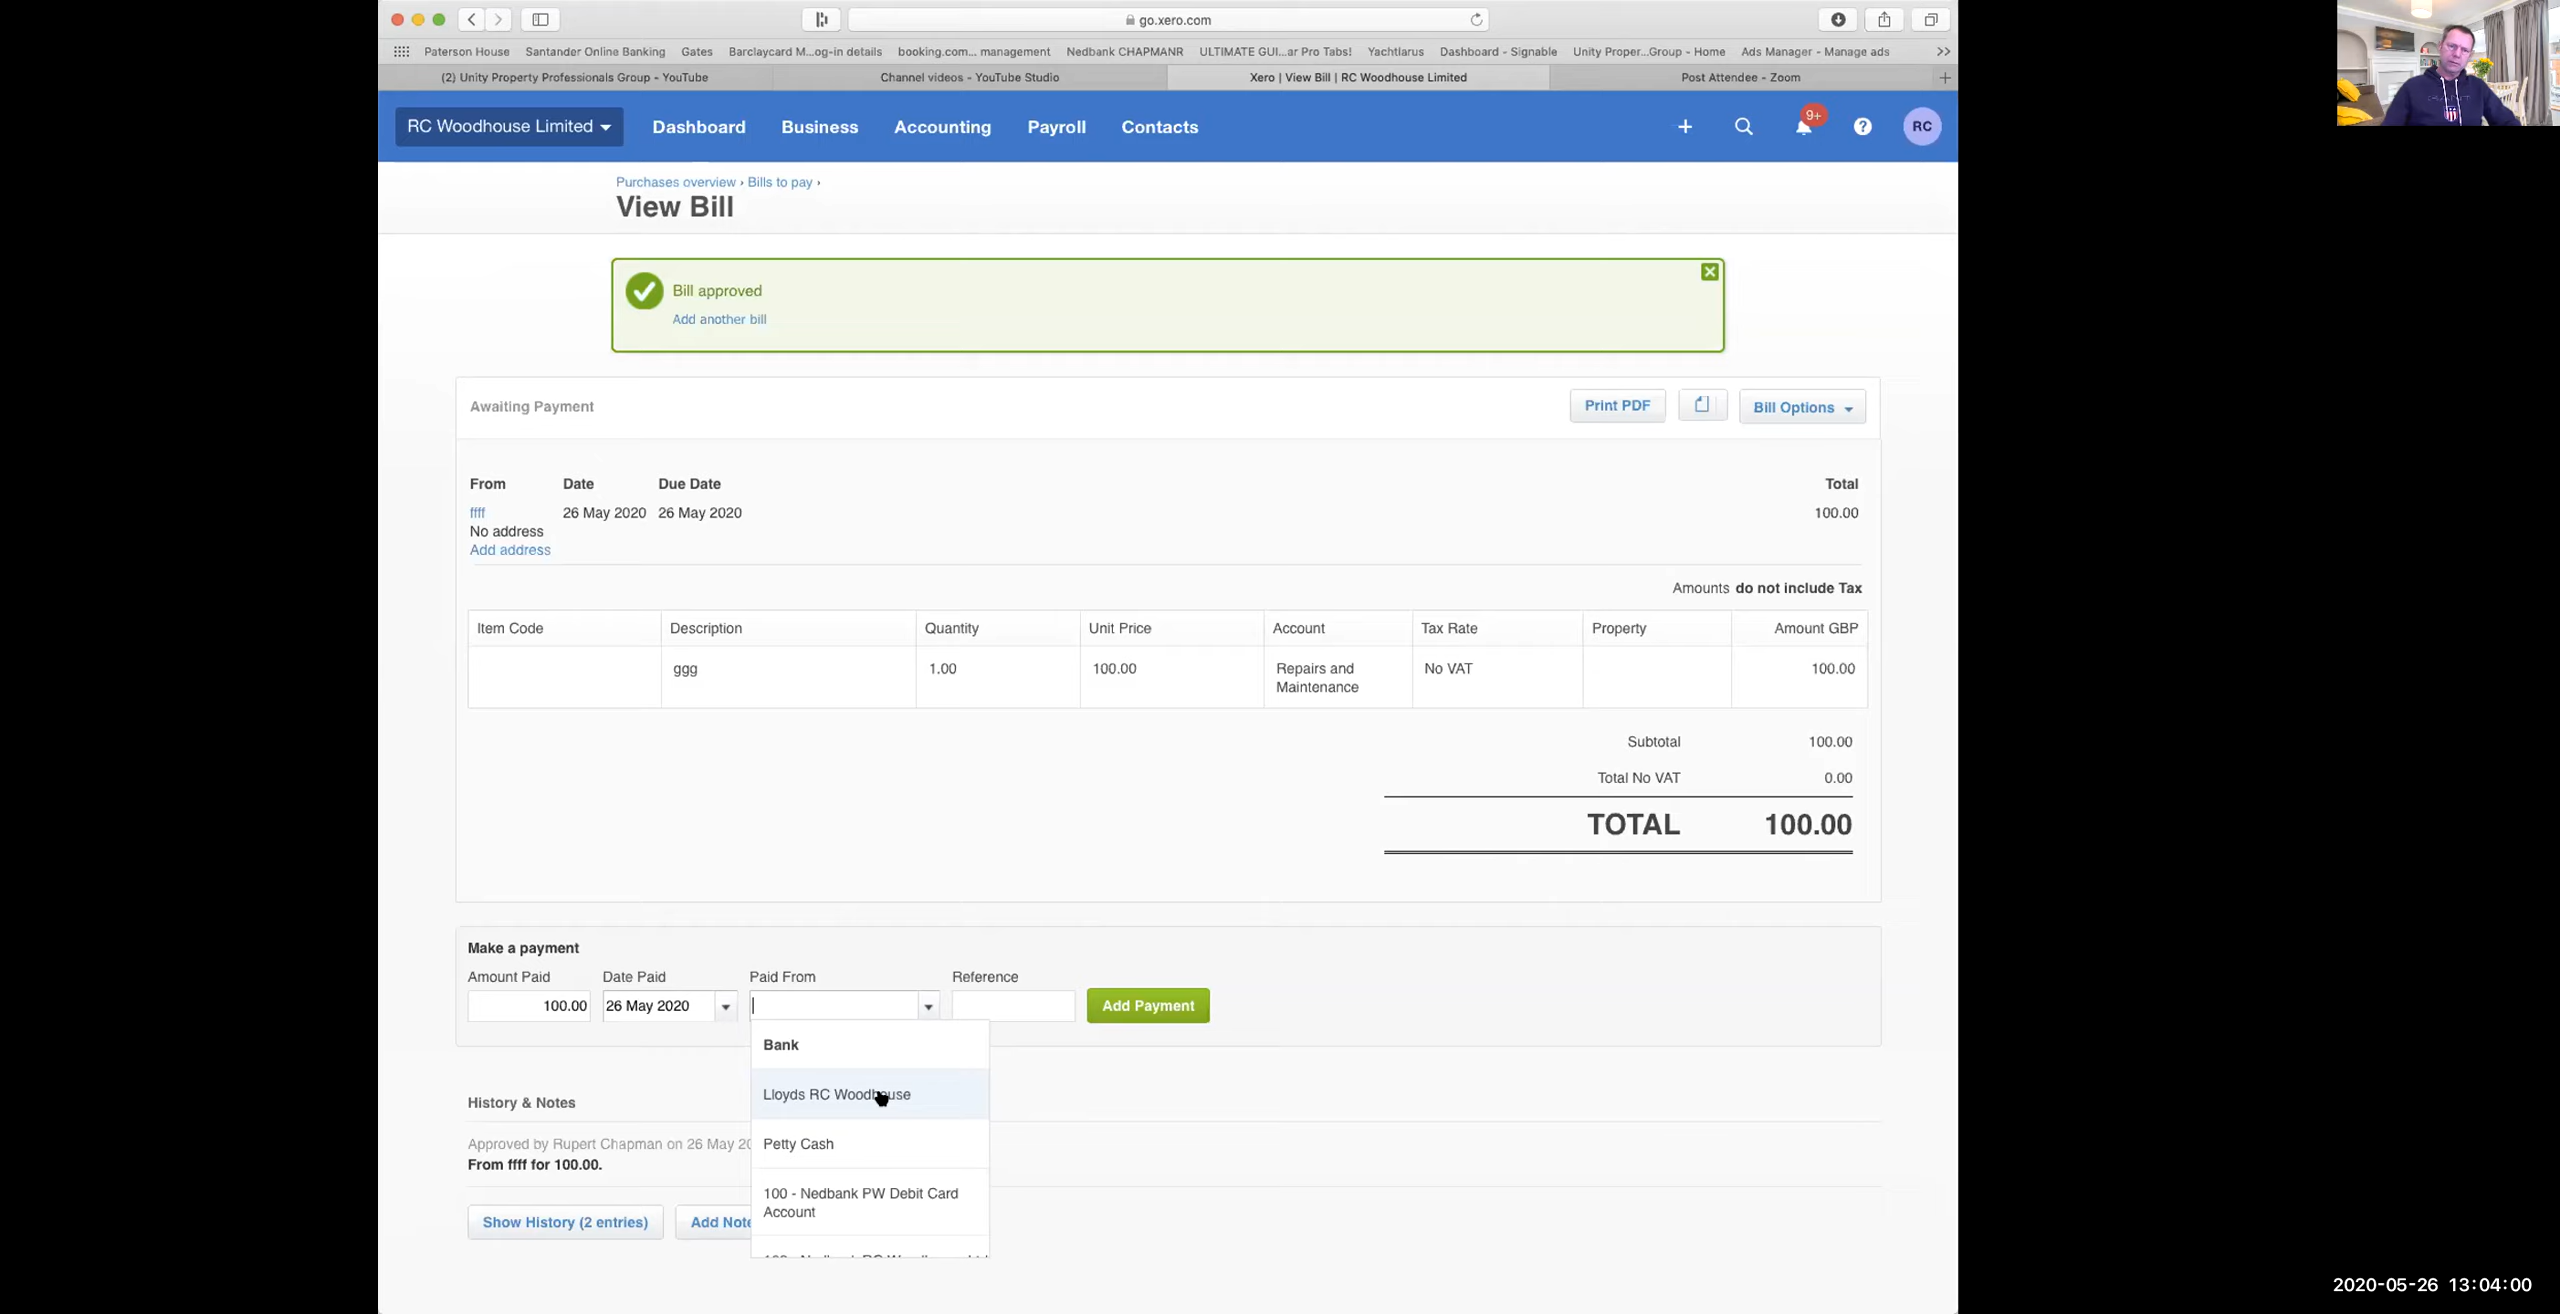 go.xero.com
Paterson House Santander Online Banking Gates Barclaycard M...og-in details booking.com... management Nedbank CHAPMANR ULTIMATE GUI...ar Pro Tabs! Yachtlarus Dashboard - Signable Unity Proper...Group - Home Ads Manager - Manage ads
(2) Unity Property Professionals Group - YouTube Channel videos - YouTube Studio Xero | View Bill | RC Woodhouse Limited Post Attendee - Zoom
RC Woodhouse Limited Dashboard Business Accounting Payroll Contacts 9+ RC
Purchases overview › Bills to pay ›
View Bill
Bill approved
Add another bill
Awaiting Payment Print PDF Bill Options
From Date Due Date Total
ffff 26 May 2020 26 May 2020 100.00
No address
Add address
Amounts do not include Tax
Item Code Description Quantity Unit Price Account Tax Rate Property Amount GBP
ggg 1.00 100.00 Repairs and No VAT 100.00
Maintenance
Subtotal 100.00
Total No VAT 0.00
TOTAL 100.00
Make a payment
Amount Paid Date Paid Paid From Reference
100.00 26 May 2020 Add Payment
Bank
Lloyds RC Woodhouse
History & Notes
Petty Cash
Approved by Rupert Chapman on 26 May 20
From ffff for 100.00.
100 - Nedbank PW Debit Card
Account
Show History (2 entries) Add Note
2020-05-26 13:04:00